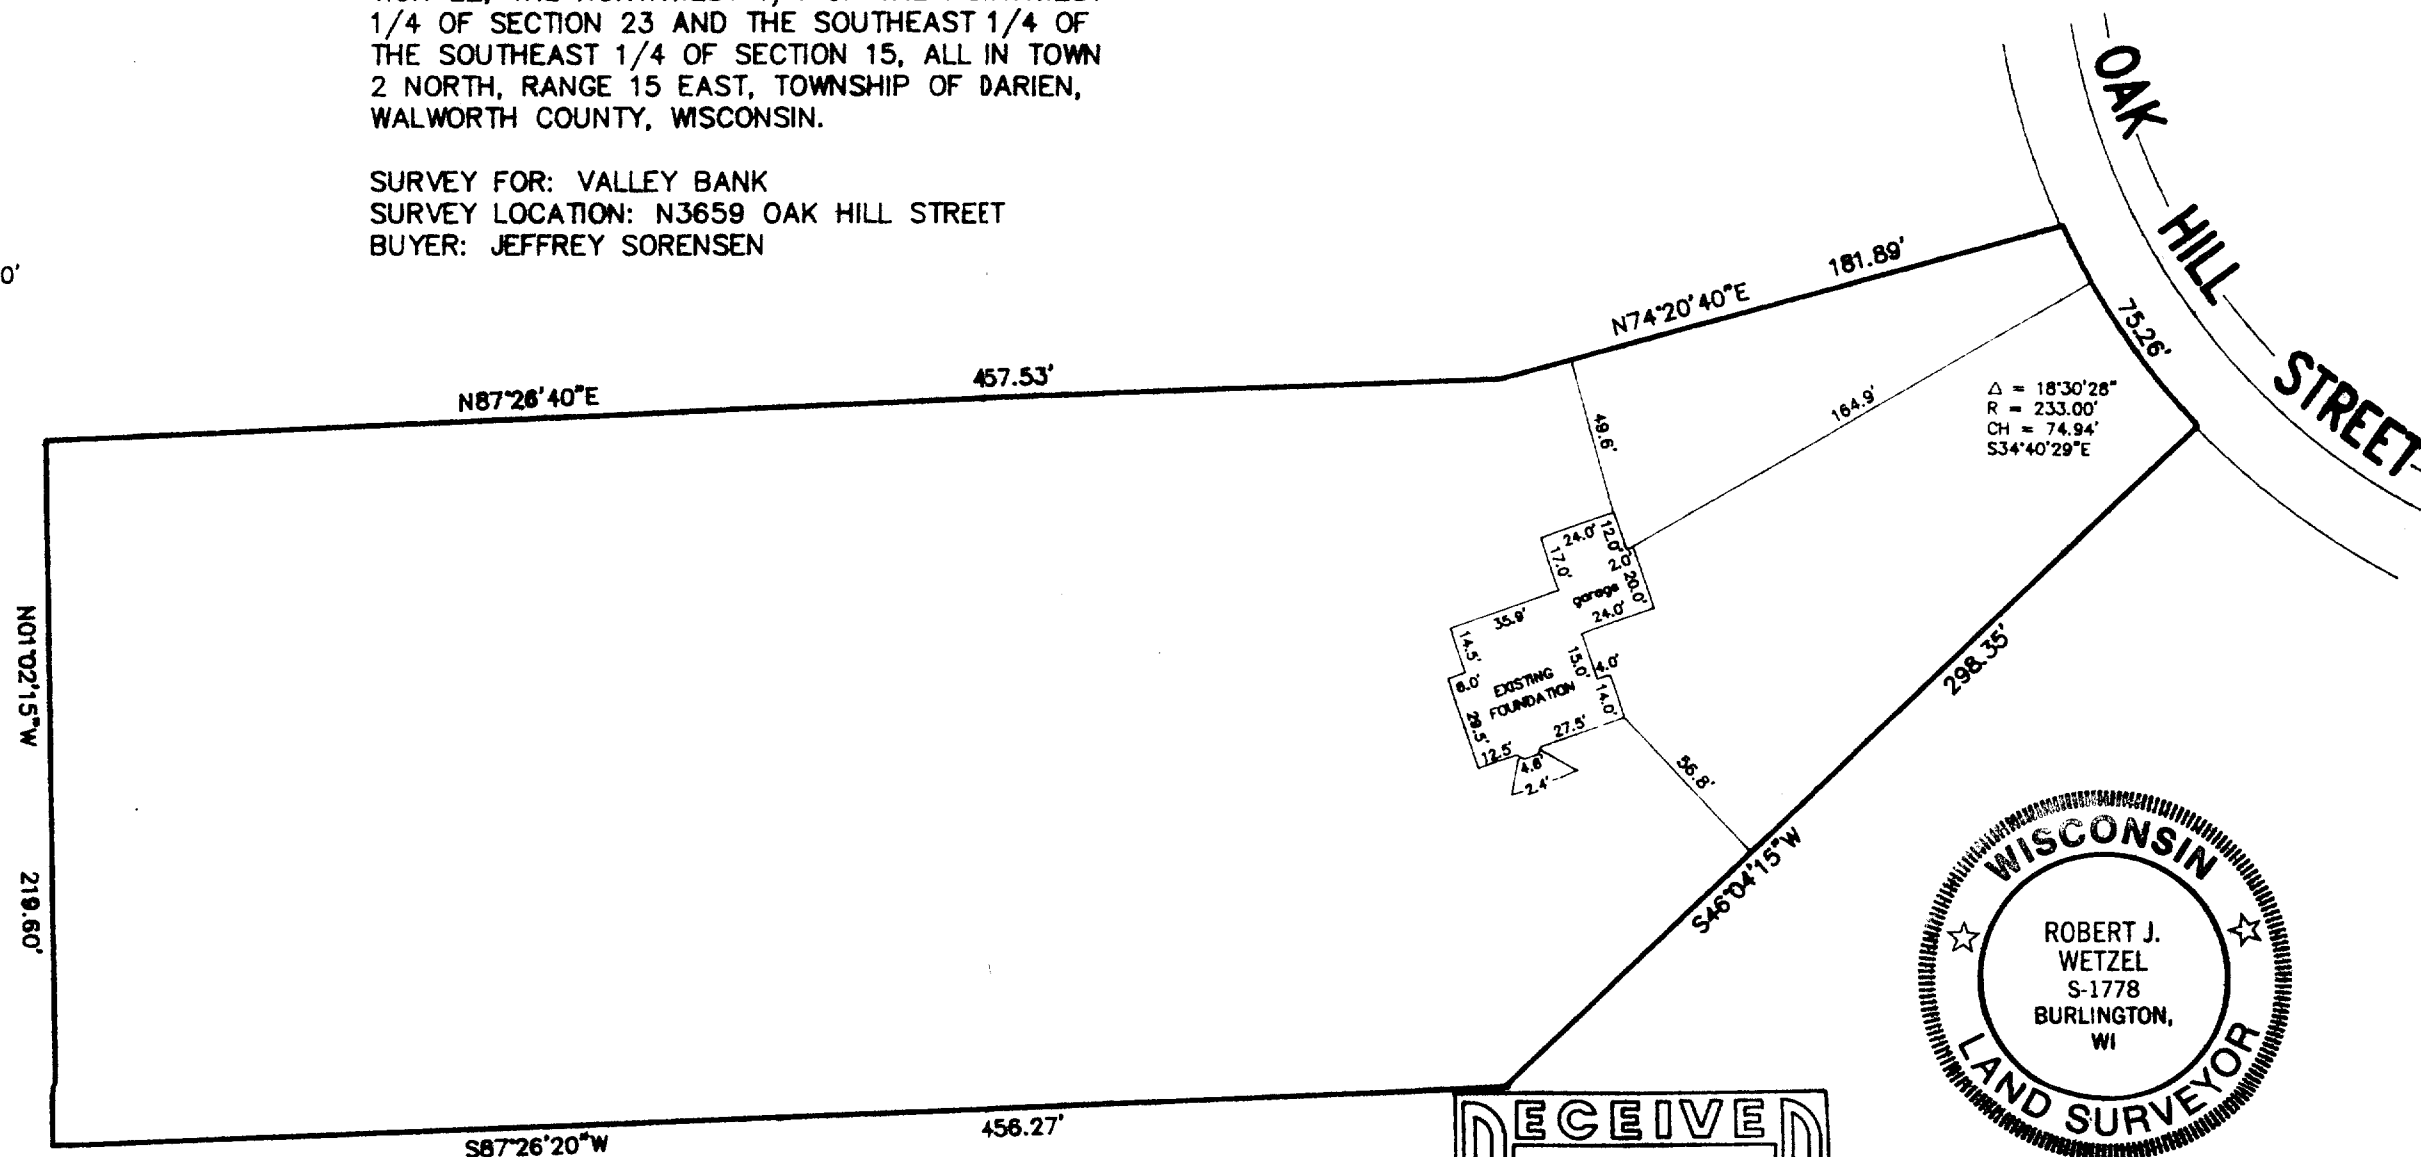 1/4 OF SECTION 23 AND THE SOUTHEAST 1/4 OF
THE SOUTHEAST 1/4 OF SECTION 15, ALL IN TOWN
2 NORTH, RANGE 15 EAST, TOWNSHIP OF DARIEN,
WALWORTH COUNTY, WISCONSIN.
SURVEY FOR: VALLEY BANK
SURVEY LOCATION: N3659 OAK HILL STREET
BUYER: JEFFREY SORENSEN
0'
OAK HILL STREET
181.89'
N74°20'40"E
75.26'
457.53'
N87°26'40"E
Δ = 18°30'28"
R = 233.00'
CH = 74.94'
S34°40'29"E
49.6'
164.9'
24.0'
12.0'
17.0'
2.0'
20.0'
garage
24.0'
35.9'
14.5'
15.0'
4.0'
6.0'
EXISTING
FOUNDATION
14.0'
29.5'
27.5'
12.5'
4.6'
2.4'
56.8'
298.35'
S46°04'15"W
N01°02'15"W
219.60'
456.27'
S87°26'20"W
WISCONSIN
ROBERT J.
WETZEL
S-1778
BURLINGTON,
WI
LAND SURVEYOR
RECEIVED